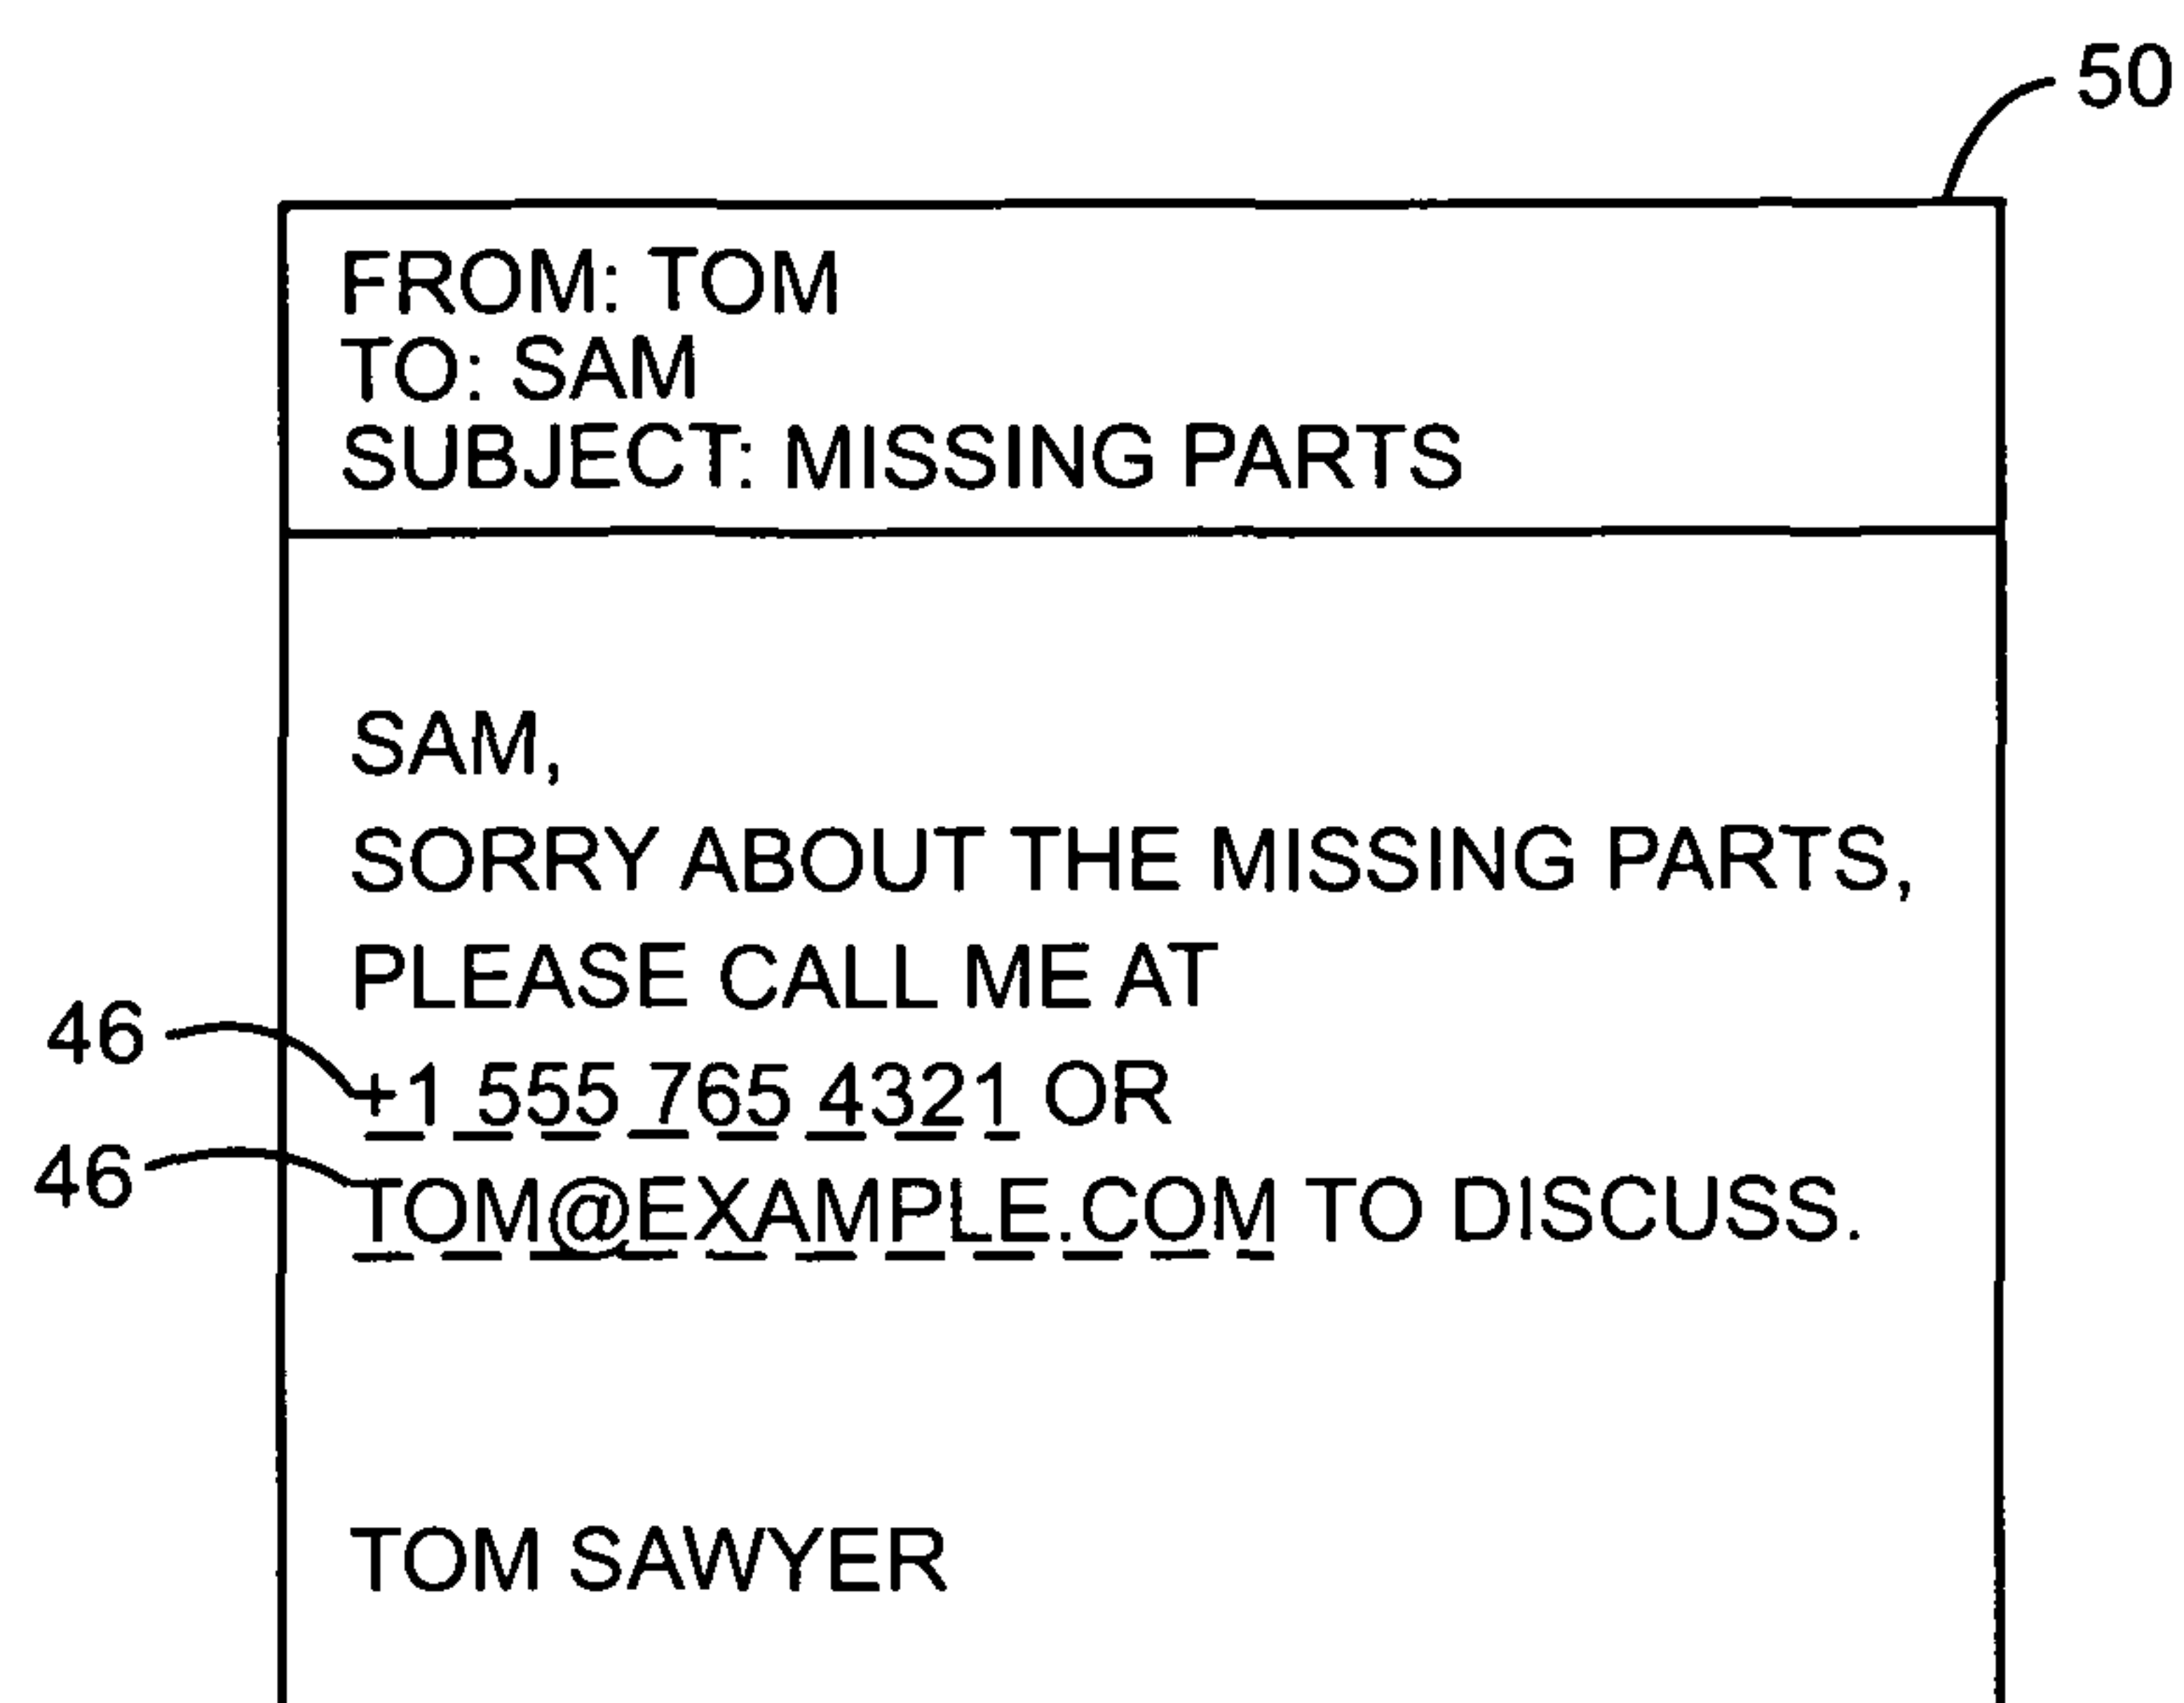 50
FROM: TOM
TO: SAM
SUBJECT: MISSING PARTS
SAM,
SORRY ABOUT THE MISSING PARTS,
PLEASE CALL ME AT
46 +1 555 765 4321 OR
46 TOM@EXAMPLE.COM TO DISCUSS.
TOM SAWYER